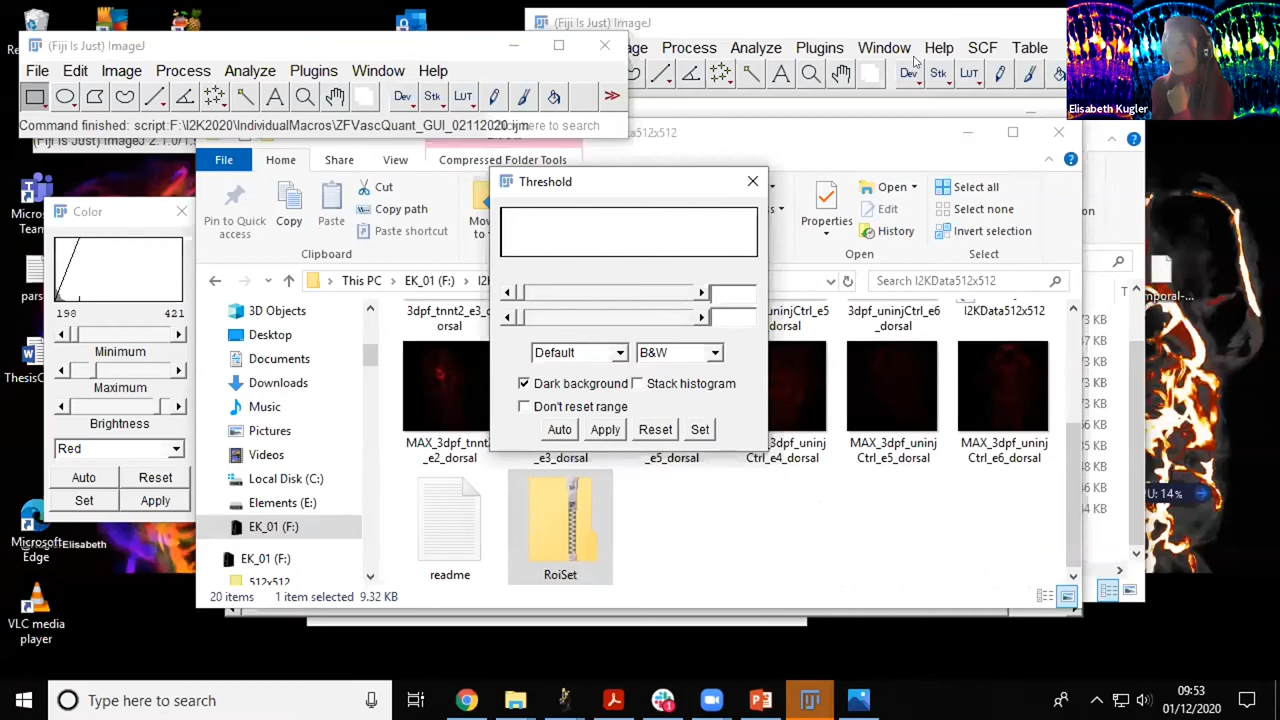 (Fiji Is Just) ImageJ
File Edit Image Process Analyze Plugins Window Help
Dev Stk LUT
Command finished: script:F:\I2K2020\IndividualMacros\ZFVascQuant_GUI_02112020.ijm
(Fiji Is Just) ImageJ
Process Analyze Plugins Window Help SCF Table
Dev Stk LUT
Elisabeth Kugler
File Home Share View Compressed Folder Tools
Pin to Quick access
Copy
Paste
Cut
Copy path
Paste shortcut
Clipboard
Properties
Open
Edit
History
Open
Select all
Select none
Invert selection
Select
This PC EK_01 (F:)
Search I2KData512x512
3D Objects
Desktop
Documents
Downloads
Music
Pictures
Videos
Local Disk (C:)
Elements (E:)
EK_01 (F:)
EK_01 (F:)
512x512
3dpf_uninjCtrl_e6_dorsal
I2KData512x512
MAX_3dpf_uninjCtrl_e5_dorsal
MAX_3dpf_uninjCtrl_e6_dorsal
readme
RoiSet
20 items 1 item selected 9.32 KB
Threshold
Default B&W
Dark background Stack histogram
Don't reset range
Auto Apply Reset Set
Color
198 421
Minimum
Maximum
Brightness
Red
Auto Reset
Set Apply
Microsoft Edge
VLC media player
Type here to search
09:53
01/12/2020